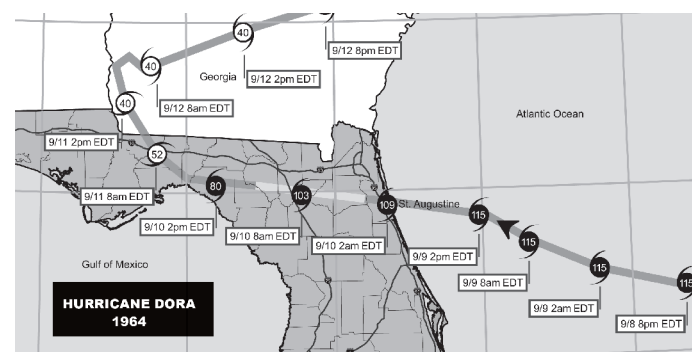 9/12 8pm EDT
40
9/12 2pm EDT
40
Georgia
9/12 8am EDT
40
9/11 2pm EDT
52
9/11 8am EDT
80
9/10 2pm EDT
103
9/10 8am EDT
109
St. Augustine
9/10 2am EDT
115
9/9 2pm EDT
115
9/9 8am EDT
115
9/9 2am EDT
115
9/8 8pm EDT
Atlantic Ocean
Gulf of Mexico
HURRICANE DORA
1964